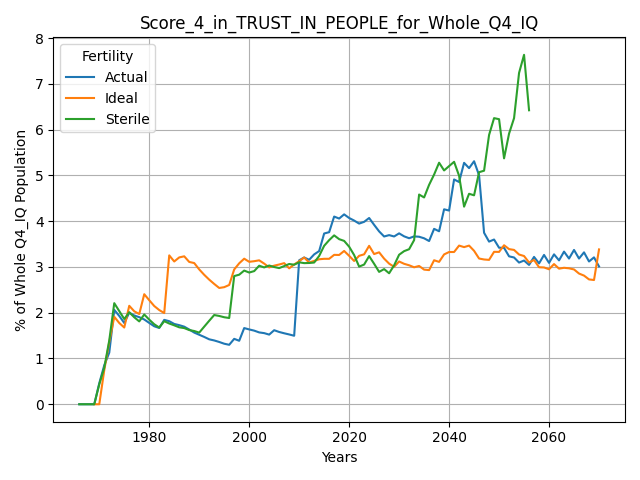 Score_4_in_TRUST_IN_PEOPLE_for_Whole_Q4_IQ
Fertility
Actual
Ideal
Sterile
% of Whole Q4_IQ Population
8
7
6
5
4
3
2
1
0
1980 2000 2020 2040 2060
Years